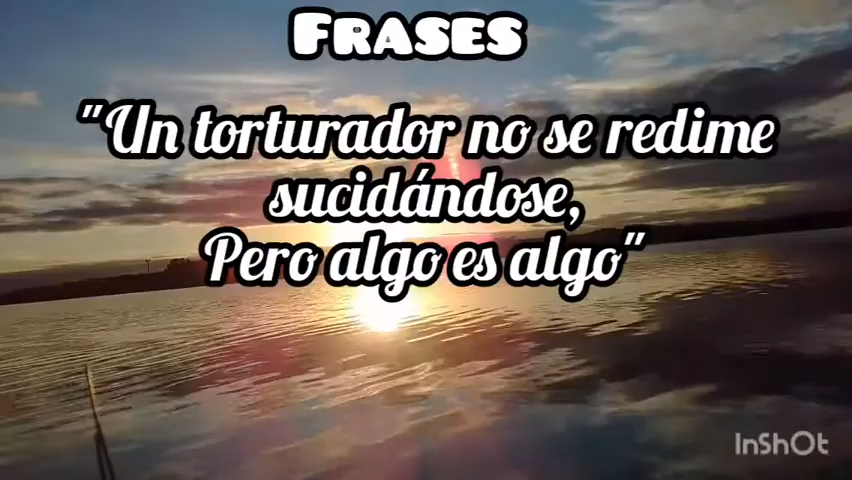 FRASES
"Un torturador no se redime
sucidándose,
Pero algo es algo"
InShOt